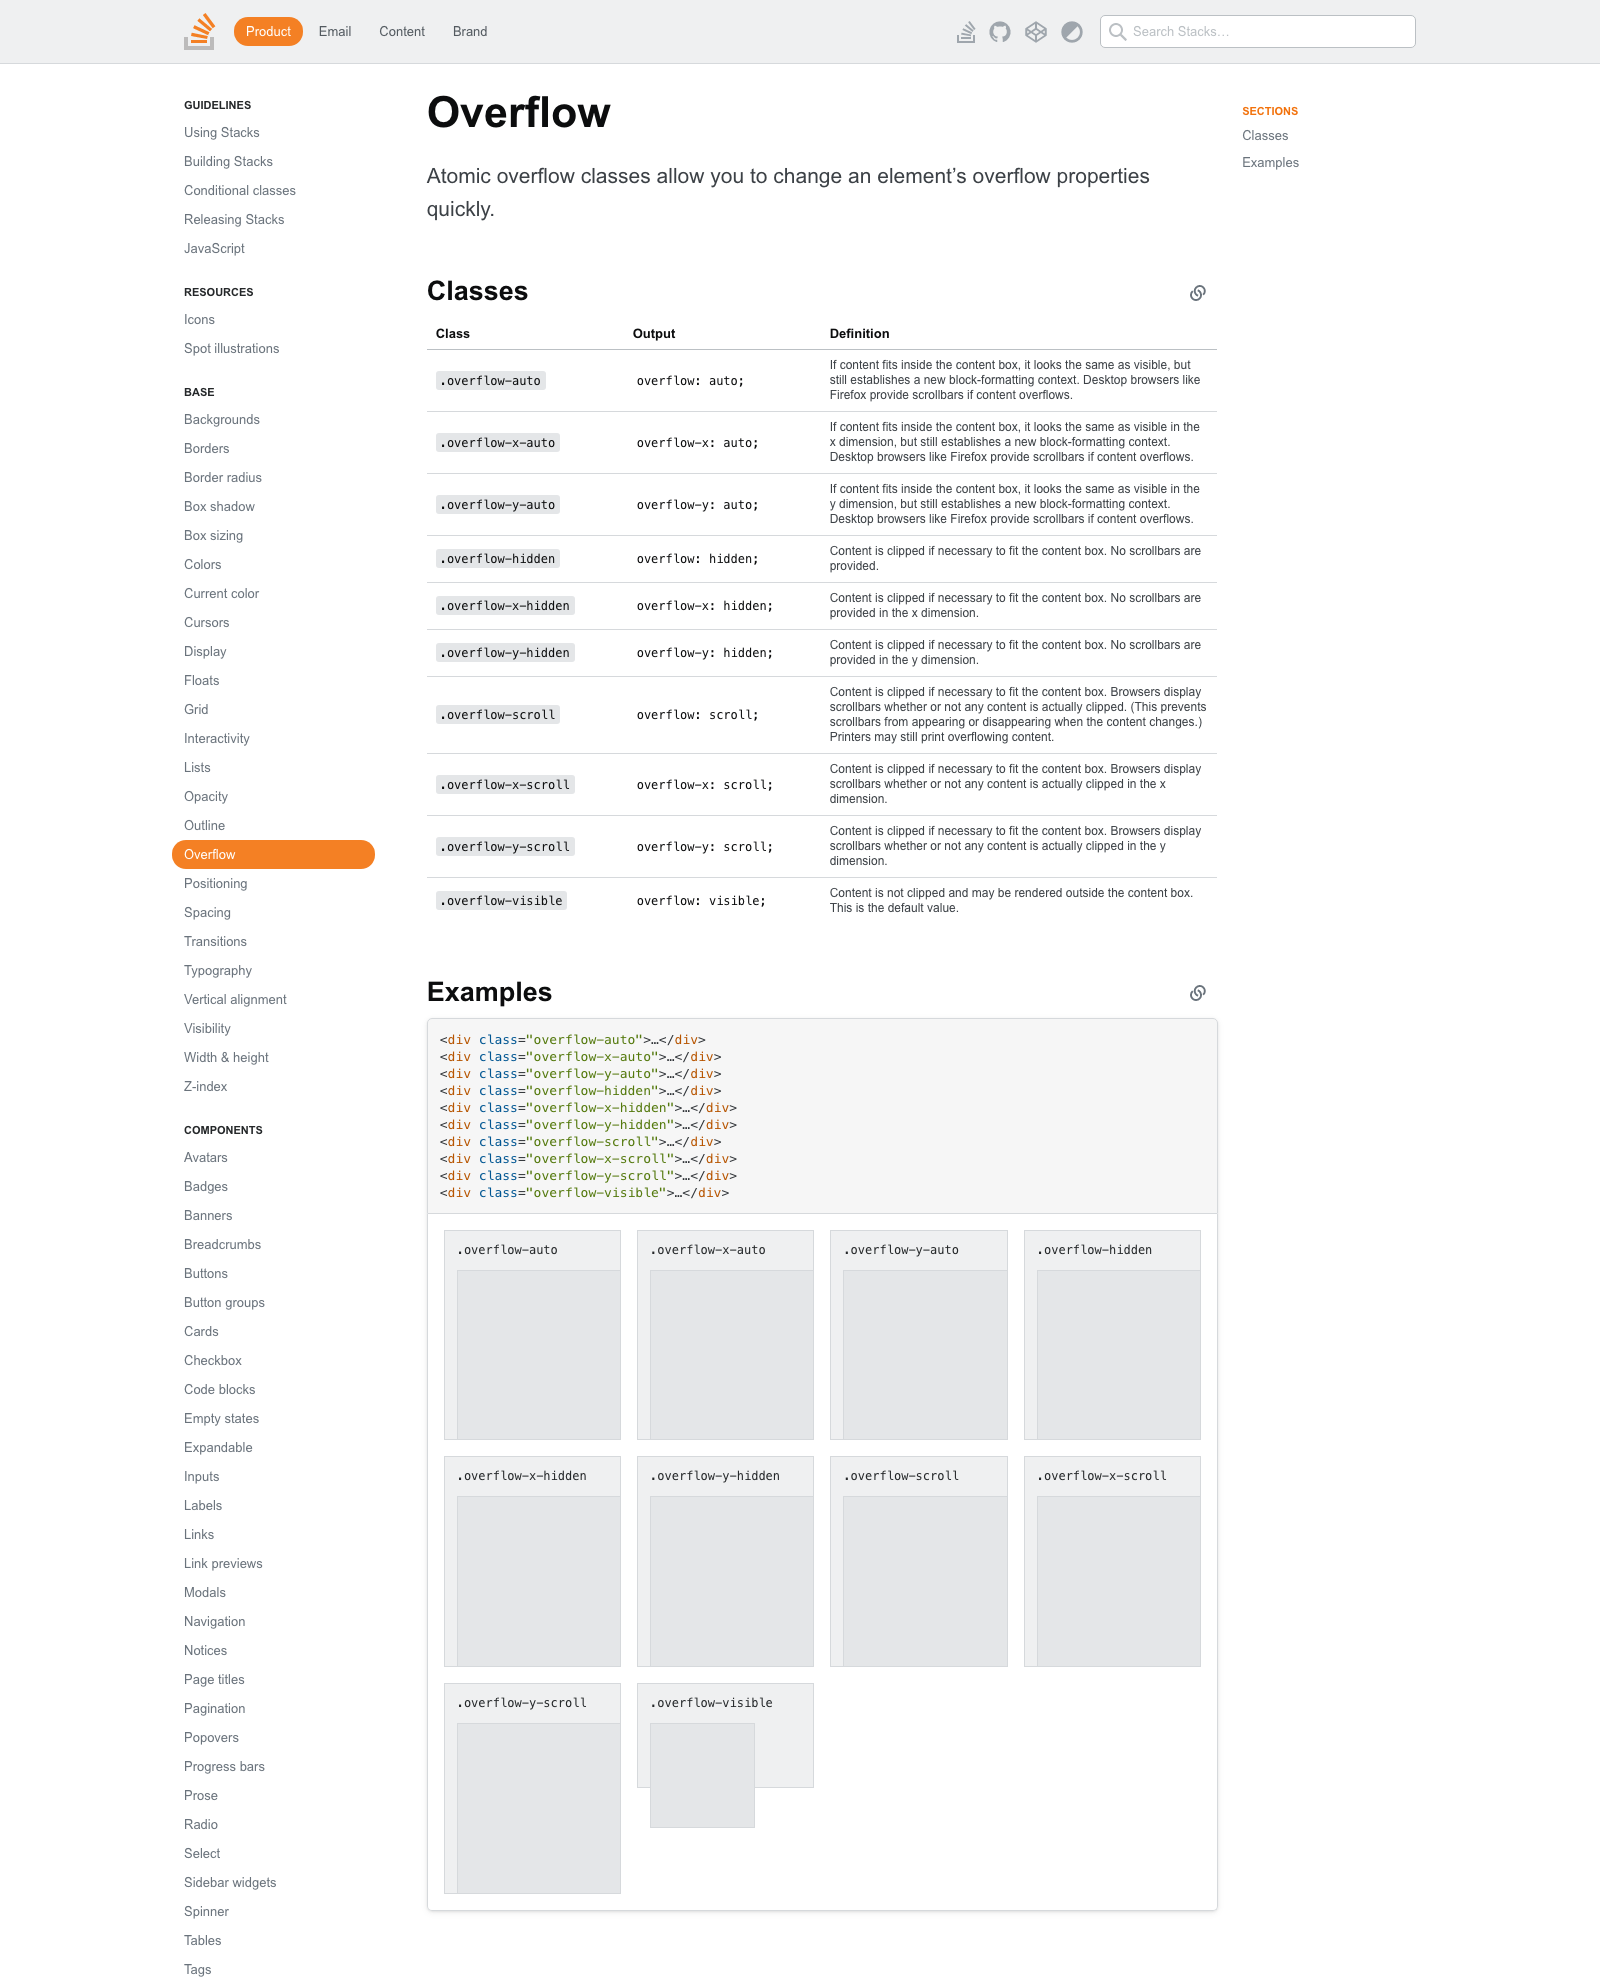 Product
Email
Content
Brand
Search Stacks…
GUIDELINES
Using Stacks
Building Stacks
Conditional classes
Releasing Stacks
JavaScript
RESOURCES
Icons
Spot illustrations
BASE
Backgrounds
Borders
Border radius
Box shadow
Box sizing
Colors
Current color
Cursors
Display
Floats
Grid
Interactivity
Lists
Opacity
Outline
Overflow
Positioning
Spacing
Transitions
Typography
Vertical alignment
Visibility
Width & height
Z-index
COMPONENTS
Avatars
Badges
Banners
Breadcrumbs
Buttons
Button groups
Cards
Checkbox
Code blocks
Empty states
Expandable
Inputs
Labels
Links
Link previews
Modals
Navigation
Notices
Page titles
Pagination
Popovers
Progress bars
Prose
Radio
Select
Sidebar widgets
Spinner
Tables
Tags
Overflow
Atomic overflow classes allow you to change an element’s overflow properties
quickly.
Classes
Class Output Definition
.overflow-auto
overflow: auto;
If content fits inside the content box, it looks the same as visible, but
still establishes a new block-formatting context. Desktop browsers like
Firefox provide scrollbars if content overflows.
.overflow-x-auto
overflow-x: auto;
If content fits inside the content box, it looks the same as visible in the
x dimension, but still establishes a new block-formatting context.
Desktop browsers like Firefox provide scrollbars if content overflows.
.overflow-y-auto
overflow-y: auto;
If content fits inside the content box, it looks the same as visible in the
y dimension, but still establishes a new block-formatting context.
Desktop browsers like Firefox provide scrollbars if content overflows.
.overflow-hidden
overflow: hidden;
Content is clipped if necessary to fit the content box. No scrollbars are
provided.
.overflow-x-hidden
overflow-x: hidden;
Content is clipped if necessary to fit the content box. No scrollbars are
provided in the x dimension.
.overflow-y-hidden
overflow-y: hidden;
Content is clipped if necessary to fit the content box. No scrollbars are
provided in the y dimension.
.overflow-scroll
overflow: scroll;
Content is clipped if necessary to fit the content box. Browsers display
scrollbars whether or not any content is actually clipped. (This prevents
scrollbars from appearing or disappearing when the content changes.)
Printers may still print overflowing content.
.overflow-x-scroll
overflow-x: scroll;
Content is clipped if necessary to fit the content box. Browsers display
scrollbars whether or not any content is actually clipped in the x
dimension.
.overflow-y-scroll
overflow-y: scroll;
Content is clipped if necessary to fit the content box. Browsers display
scrollbars whether or not any content is actually clipped in the y
dimension.
.overflow-visible
overflow: visible;
Content is not clipped and may be rendered outside the content box.
This is the default value.
Examples
<div class="overflow-auto">…</div>
<div class="overflow-x-auto">…</div>
<div class="overflow-y-auto">…</div>
<div class="overflow-hidden">…</div>
<div class="overflow-x-hidden">…</div>
<div class="overflow-y-hidden">…</div>
<div class="overflow-scroll">…</div>
<div class="overflow-x-scroll">…</div>
<div class="overflow-y-scroll">…</div>
<div class="overflow-visible">…</div>
.overflow-auto
.overflow-x-auto
.overflow-y-auto
.overflow-hidden
.overflow-x-hidden
.overflow-y-hidden
.overflow-scroll
.overflow-x-scroll
.overflow-y-scroll
.overflow-visible
SECTIONS
Classes
Examples